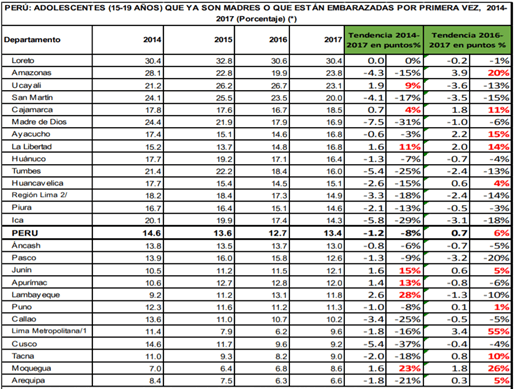 PERÚ: ADOLESCENTES (15-19 AÑOS) QUE YA SON MADRES O QUE ESTÁN EMBARAZADAS POR PRIMERA VEZ, 2014-
2017 (Porcentaje) (*)
Departamento 2014 2015 2016 2017 Tendencia 2014- Tendencia 2016-
2017 en puntos% 2017 en puntos %
Loreto 30.4 32.8 30.6 30.4 0.0 0% -0.2 -1%
Amazonas 28.1 22.8 19.9 23.8 -4.3 -15% 3.9 20%
Ucayali 21.2 26.2 26.7 23.1 1.9 9% -3.6 -13%
San Martín 24.1 25.5 23.5 20.0 -4.1 -17% -3.5 -15%
Cajamarca 17.8 17.6 16.7 18.5 0.7 4% 1.8 11%
Madre de Dios 24.4 21.9 17.9 16.9 -7.5 -31% -1.0 -6%
Ayacucho 17.4 15.1 14.6 16.8 -0.6 -3% 2.2 15%
La Libertad 15.2 13.7 14.8 16.8 1.6 11% 2.0 14%
Huánuco 17.7 19.2 17.1 16.4 -1.3 -7% -0.7 -4%
Tumbes 21.4 22.2 18.4 16.0 -5.4 -25% -2.4 -13%
Huancavelica 17.7 15.4 14.5 15.1 -2.6 -15% 0.6 4%
Región Lima 2/ 18.2 18.4 17.3 14.9 -3.3 -18% -2.4 -14%
Piura 16.7 16.4 15.1 14.6 -2.1 -13% -0.5 -3%
Ica 20.1 19.9 17.4 14.3 -5.8 -29% -3.1 -18%
PERU 14.6 13.6 12.7 13.4 -1.2 -8% 0.7 6%
Áncash 13.8 13.5 13.7 13.0 -0.8 -6% -0.7 -5%
Pasco 13.9 16.0 15.8 12.6 -1.3 -9% -3.2 -20%
Junín 10.5 11.2 11.5 12.1 1.6 15% 0.6 5%
Apurímac 10.6 12.7 12.8 12.0 1.4 13% -0.8 -6%
Lambayeque 9.2 11.2 13.1 11.8 2.6 28% -1.3 -10%
Puno 12.3 11.6 11.2 11.3 -1.0 -8% 0.1 1%
Callao 13.6 11.0 10.7 10.2 -3.4 -25% -0.5 -5%
Lima Metropolitana/1 11.4 7.9 6.2 9.6 -1.8 -16% 3.4 55%
Cusco 14.6 11.7 9.6 9.2 -5.4 -37% -0.4 -4%
Tacna 11.0 9.3 8.2 9.0 -2.0 -18% 0.8 10%
Moquegua 7.0 6.4 6.8 8.6 1.6 23% 1.8 26%
Arequipa 8.4 7.5 6.3 6.6 -1.8 -21% 0.3 5%